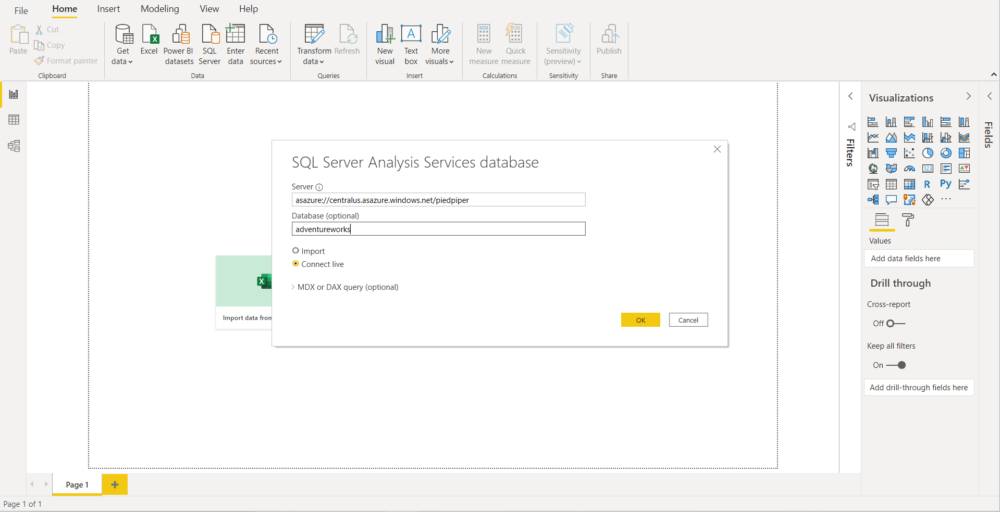 File
Home
Insert
Modeling
View
Help
Paste
Cut
Copy
Format painter
Clipboard
Get
data
Excel
Power BI
datasets
SQL
Server
Enter
data
Recent
sources
Data
Transform
data
Refresh
Queries
New
visual
Text
box
More
visuals
Insert
New
measure
Quick
measure
Calculations
Sensitivity
(preview)
Sensitivity
Publish
Share
SQL Server Analysis Services database
Server
asazure://centralus.asazure.windows.net/piedpiper
Database (optional)
adventureworks
Import
Connect live
MDX or DAX query (optional)
OK
Cancel
Import data from
Filters
Visualizations
123
R
Py
Values
Add data fields here
Drill through
Cross-report
Off
Keep all filters
On
Add drill-through fields here
Fields
Page 1
Page 1 of 1